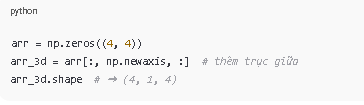 python
arr = np.zeros((4, 4))
arr_3d = arr[:, np.newaxis, :]  # thêm trục giữa
arr_3d.shape  # → (4, 1, 4)